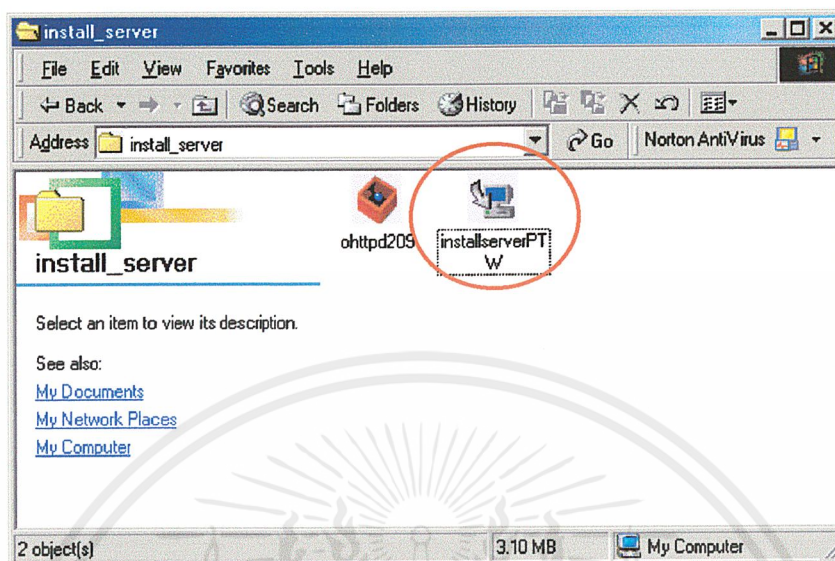 install_server
File Edit View Favorites Tools Help
Back Search Folders History
Address install_server Go Norton AntiVirus
ohttpd209 installserverPT
W
install_server
Select an item to view its description.
See also:
My Documents
My Network Places
My Computer
2 object(s) 3.10 MB My Computer